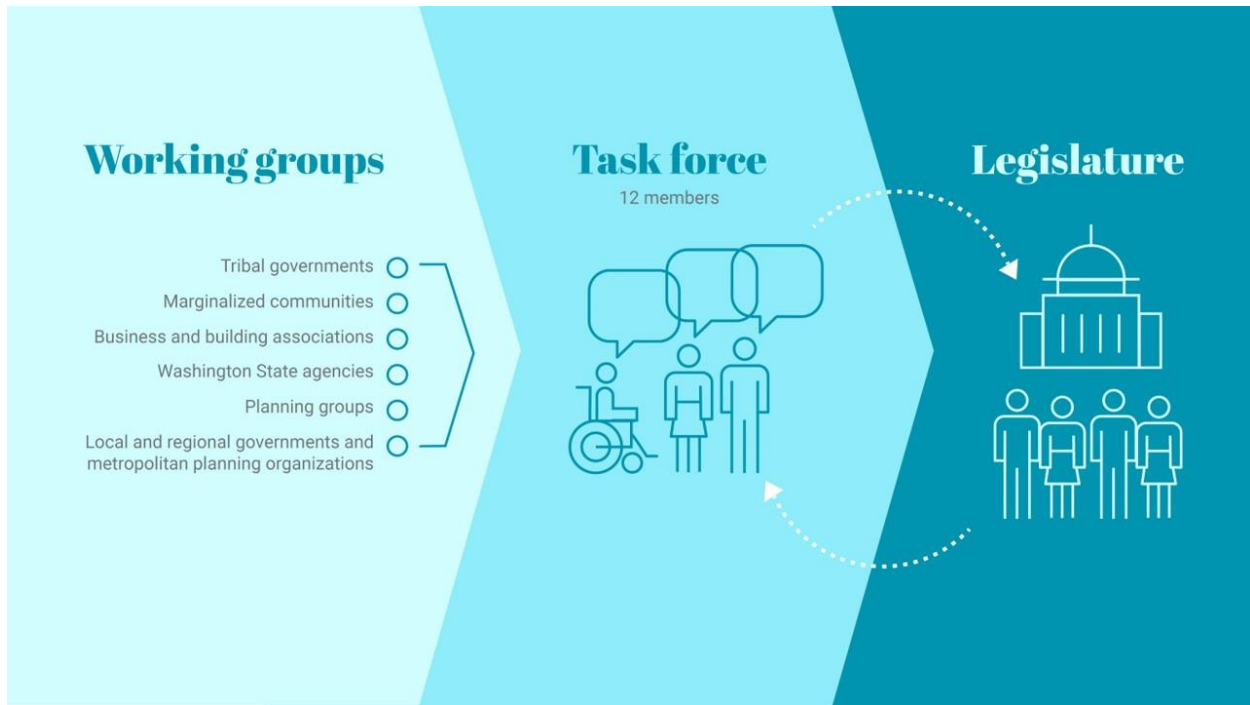 Working groups
Tribal governments
Marginalized communities
Business and building associations
Washington State agencies
Planning groups
Local and regional governments and
metropolitan planning organizations
Task force
12 members
Legislature